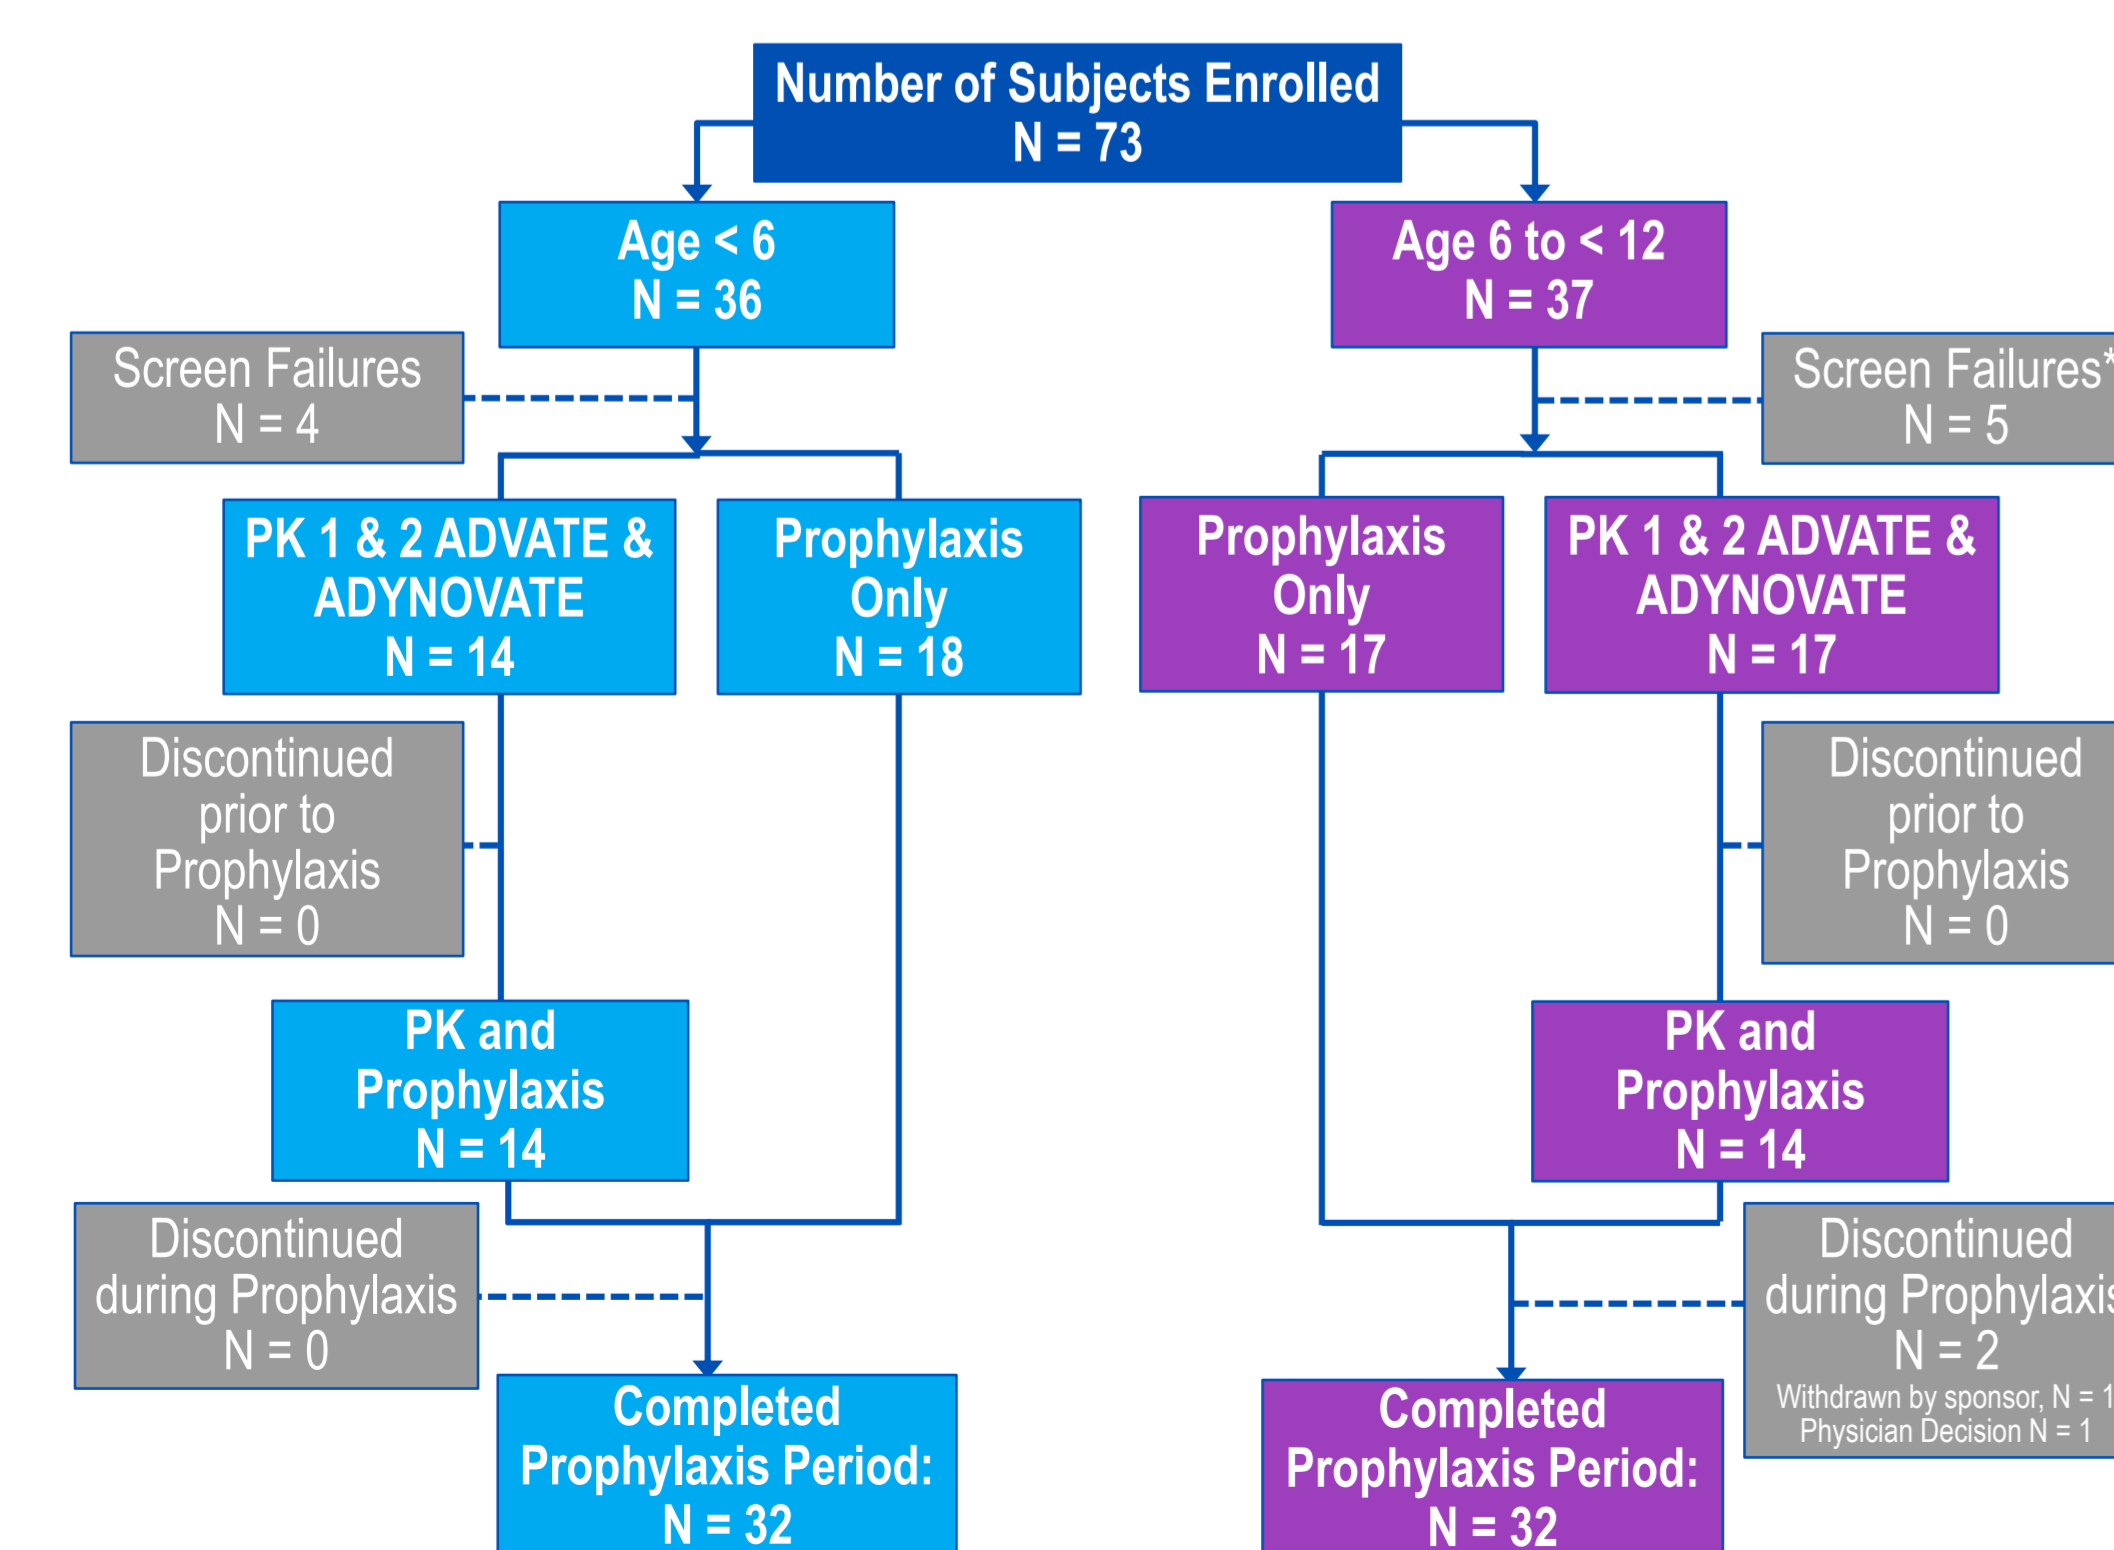 Number of Subjects Enrolled
N = 73
Age < 6
N = 36
Age 6 to < 12
N = 37
Screen Failures
N = 4
Screen Failures*
N = 5
PK 1 & 2 ADVATE &
ADYNOVATE
N = 14
Prophylaxis
Only
N = 18
Prophylaxis
Only
N = 17
PK 1 & 2 ADVATE &
ADYNOVATE
N = 17
Discontinued
prior to
Prophylaxis
N = 0
Discontinued
prior to
Prophylaxis
N = 0
PK and
Prophylaxis
N = 14
PK and
Prophylaxis
N = 14
Discontinued
during Prophylaxis
N = 0
Discontinued
during Prophylaxis
N = 2
Withdrawn by sponsor, N = 1
Physician Decision N = 1
Completed
Prophylaxis Period:
N = 32
Completed
Prophylaxis Period:
N = 32